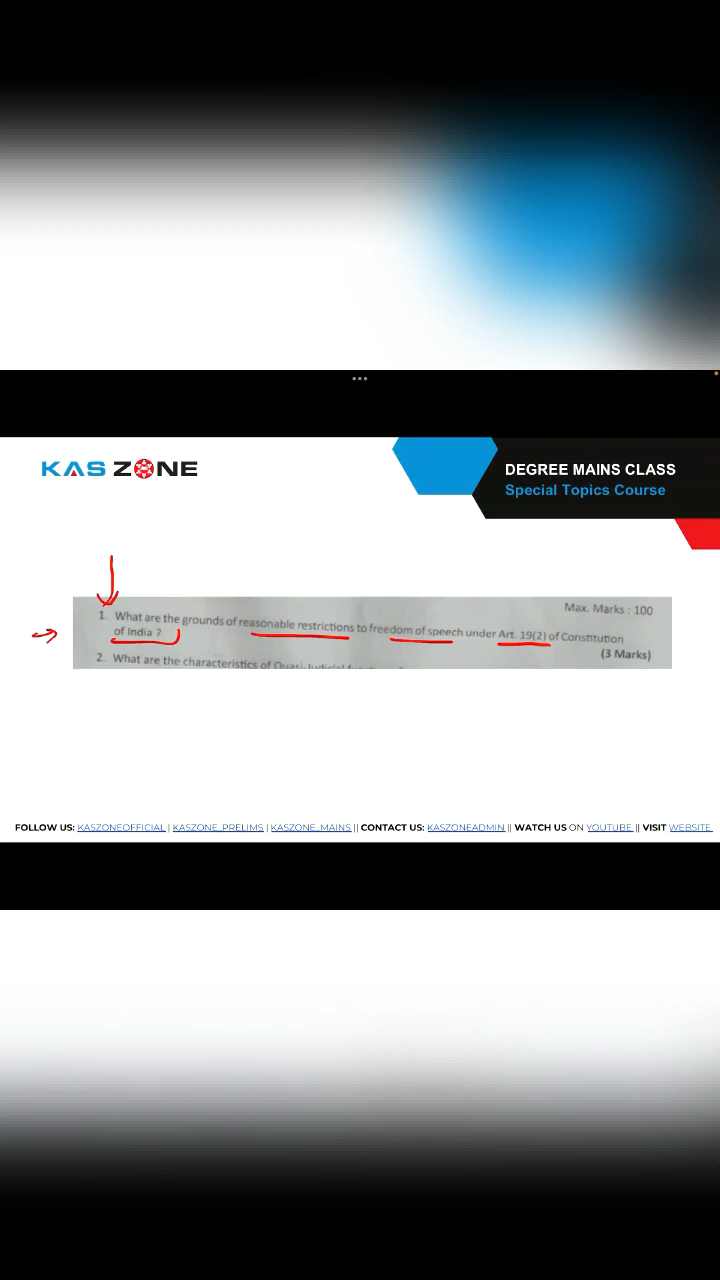 KAS ZONE
DEGREE MAINS CLASS
Special Topics Course
Max. Marks : 100
1. What are the grounds of reasonable restrictions to freedom of speech under Art. 19(2) of Constitution
of India ?
(3 Marks)
2. What are the characteristics of Quasi-Judicial
FOLLOW US: KASZONEOFFICIAL | KASZONE_PRELIMS | KASZONE_MAINS || CONTACT US: KASZONEADMIN || WATCH US ON YOUTUBE || VISIT WEBSITE